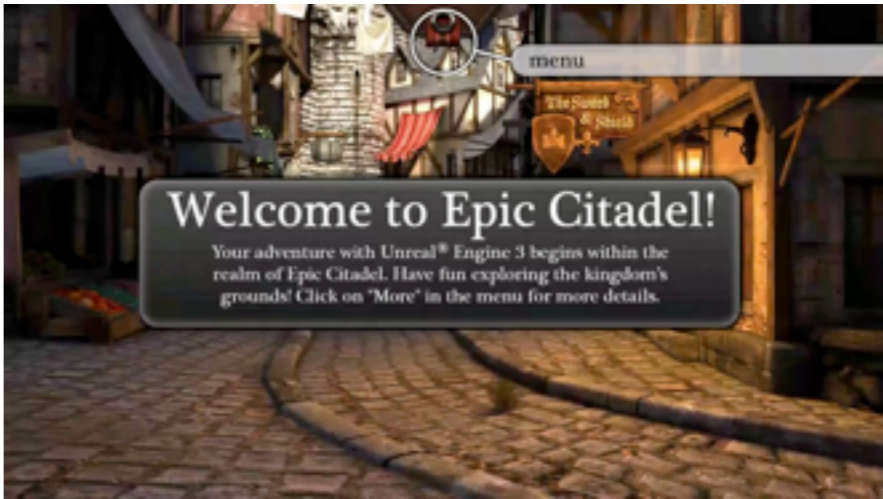 menu
The Sword
& Shield
Welcome to Epic Citadel!
Your adventure with Unreal® Engine 3 begins within the
realm of Epic Citadel. Have fun exploring the kingdom's
grounds! Click on "More" in the menu for more details.